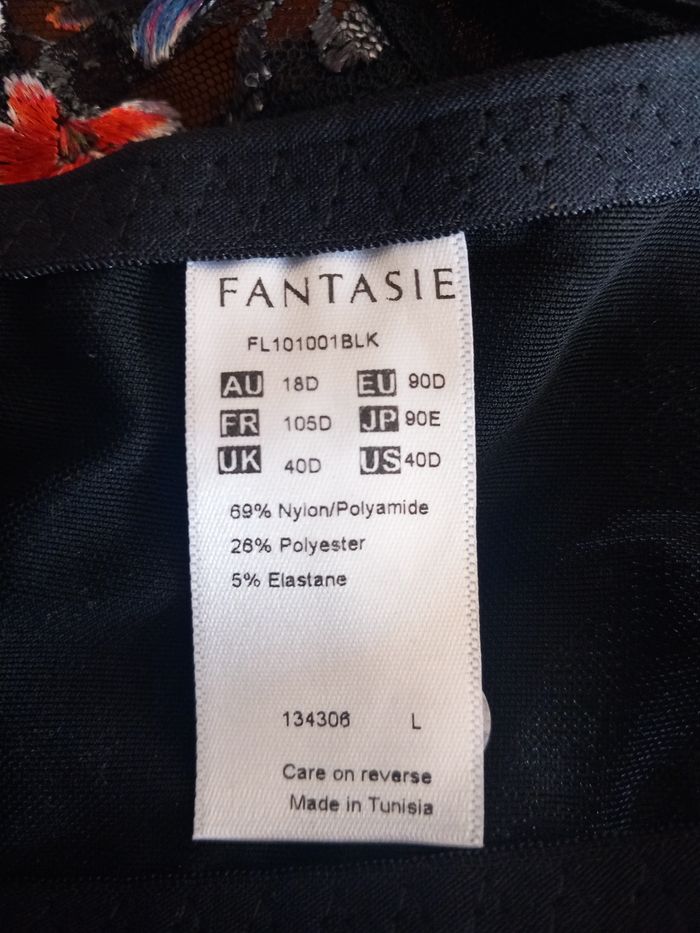 FANTASIE
FL101001BLK
AU 18D EU 90D
FR 105D JP 90E
UK 40D US 40D
69% Nylon/Polyamide
26% Polyester
5% Elastane
134306 L
Care on reverse
Made in Tunisia